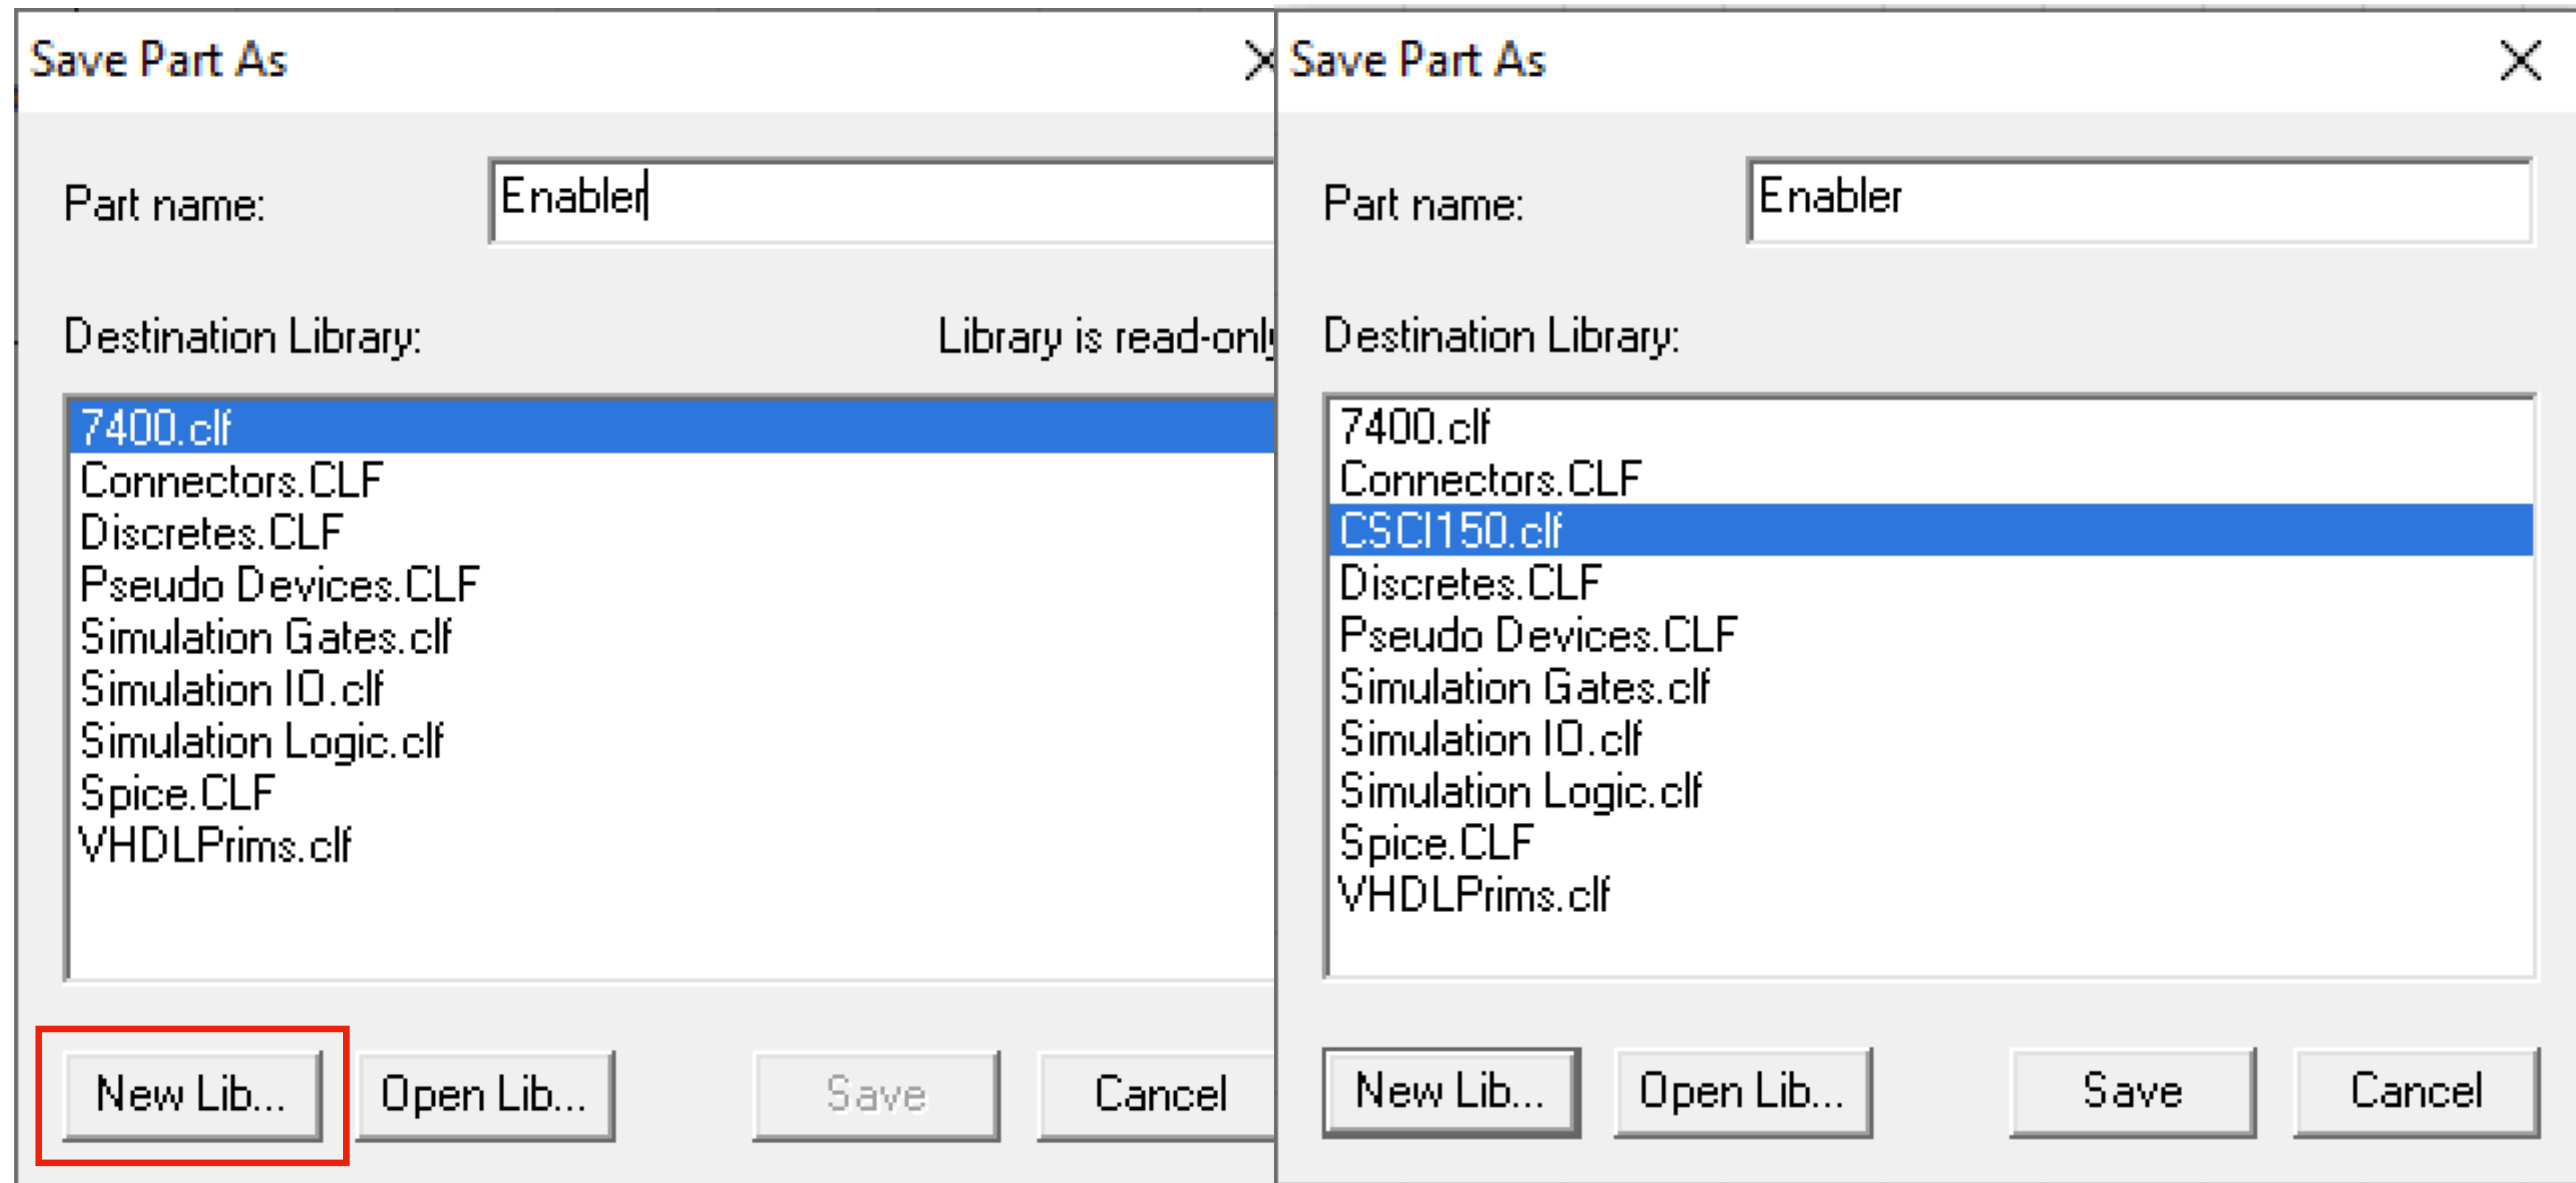 Save Part As
Part name: Enabler
Destination Library: Library is read-only
7400.clf
Connectors.CLF
Discretes.CLF
Pseudo Devices.CLF
Simulation Gates.clf
Simulation IO.clf
Simulation Logic.clf
Spice.CLF
VHDLPrims.clf
New Lib... Open Lib... Save Cancel
Save Part As
Part name: Enabler
Destination Library:
7400.clf
Connectors.CLF
CSCI150.clf
Discretes.CLF
Pseudo Devices.CLF
Simulation Gates.clf
Simulation IO.clf
Simulation Logic.clf
Spice.CLF
VHDLPrims.clf
New Lib... Open Lib... Save Cancel